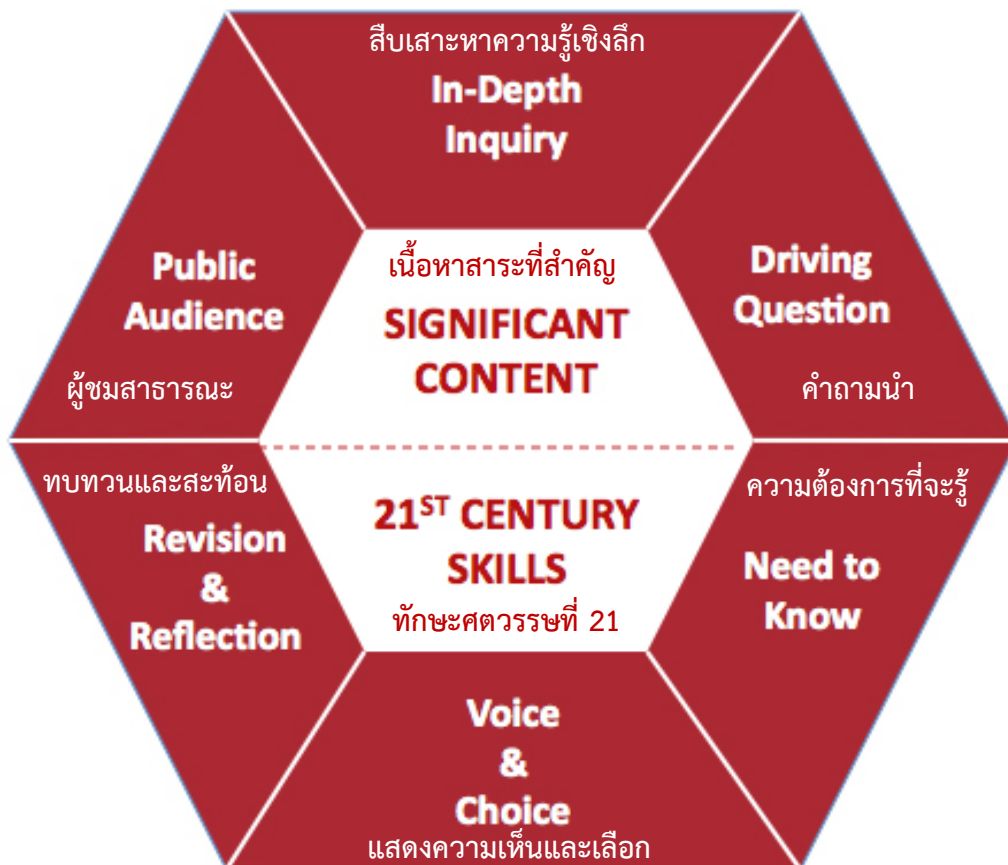 สืบเสาะหาความรู้เชิงลึก
In-Depth
Inquiry
Public
Audience
ผู้ชมสาธารณะ
เนื้อหาสาระที่สำคัญ
SIGNIFICANT
CONTENT
Driving
Question
คำถามนำ
ทบทวนและสะท้อน
Revision
&
Reflection
21ST CENTURY
SKILLS
ทักษะศตวรรษที่ 21
ความต้องการที่จะรู้
Need to
Know
Voice
&
Choice
แสดงความเห็นและเลือก